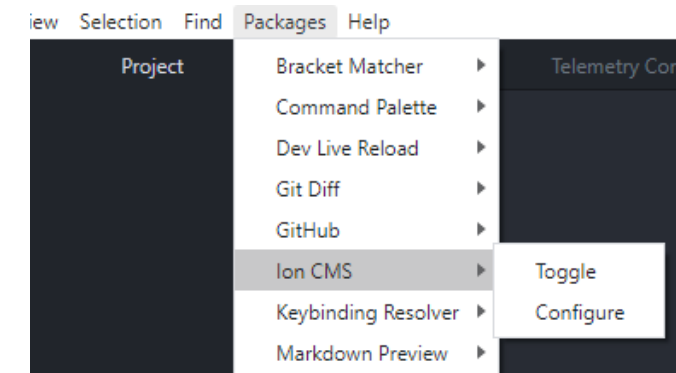 iew Selection Find Packages Help
Project
Telemetry Cor
Bracket Matcher
Command Palette
Dev Live Reload
Git Diff
GitHub
Ion CMS
Toggle
Configure
Keybinding Resolver
Markdown Preview